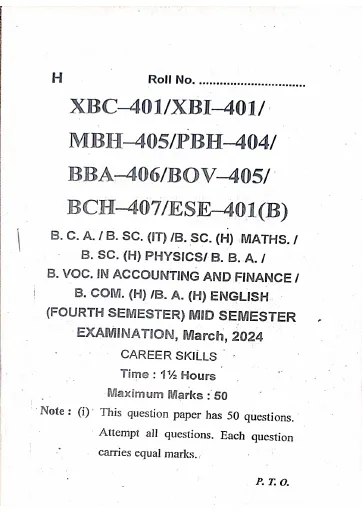 H Roll No. ...............................
XBC–401/XBI–401/
MBH–405/PBH–404/
BBA–406/BOV–405/
BCH–407/ESE–401(B)
B. C. A. / B. SC. (IT) /B. SC. (H) MATHS. /
B. SC. (H) PHYSICS/ B. B. A. /
B. VOC. IN ACCOUNTING AND FINANCE /
B. COM. (H) /B. A. (H) ENGLISH
(FOURTH SEMESTER) MID SEMESTER
EXAMINATION, March, 2024
CAREER SKILLS
Time : 1½ Hours
Maximum Marks : 50
Note : (i) This question paper has 50 questions.
Attempt all questions. Each question
carries equal marks.
P. T. O.